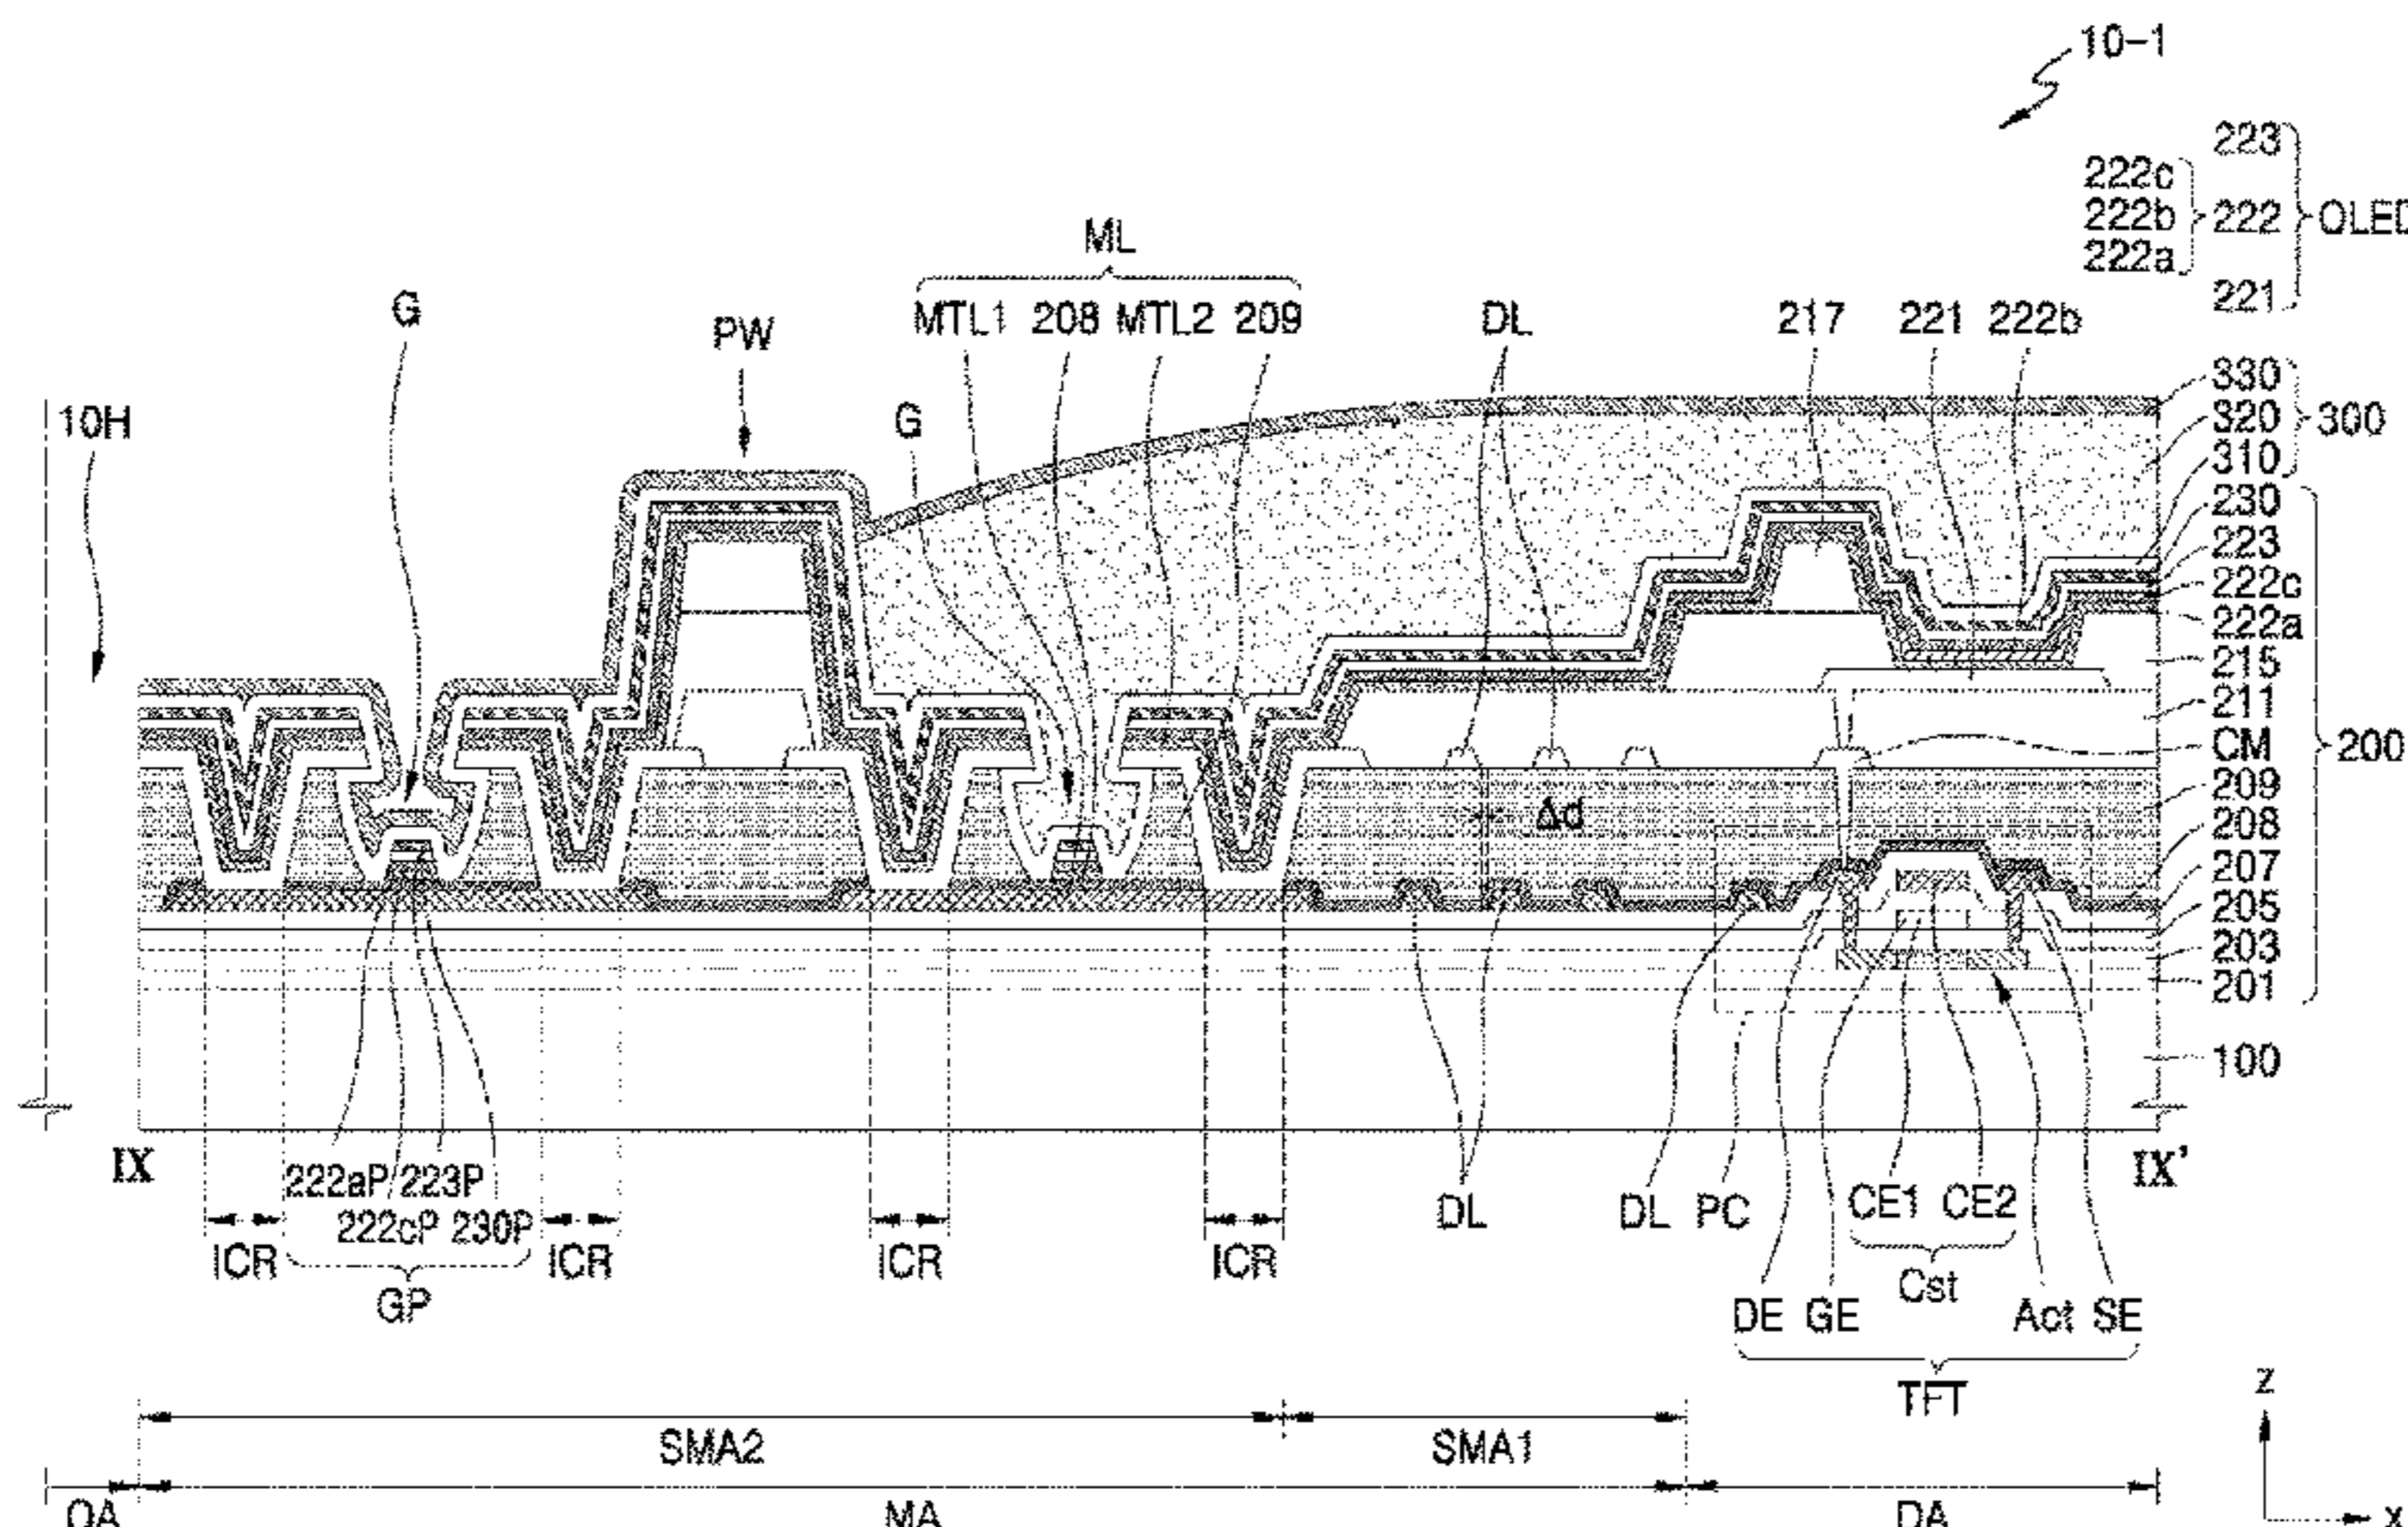 10-1
223
222c
222b
222a
222
OLED
221
ML
G
PW
MTL1 208 MTL2 209
DL
217
221
222b
10H
G
330
320
310
300
230
223
222c
222a
215
211
CM
209
208
207
205
203
201
200
100
Δd
IX
IX'
222aP 223P
222cP 230P
GP
ICR
ICR
ICR
ICR
DL
DL
PC
CE1 CE2
Cst
DE GE
Act SE
TFT
SMA2
SMA1
OA
MA
DA
z
x